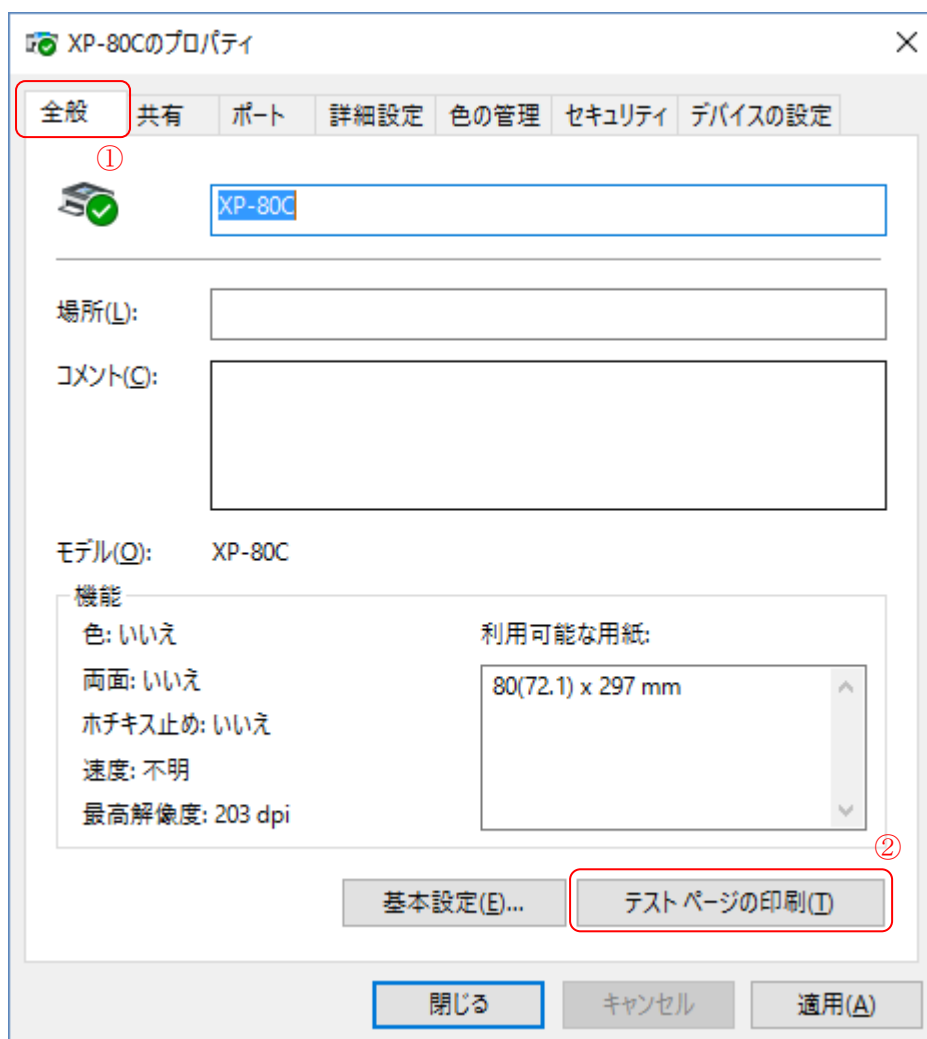 XP-80Cのプロパティ
全般 共有 ポート 詳細設定 色の管理 セキュリティ デバイスの設定
①
XP-80C
場所(L):
コメント(C):
モデル(O): XP-80C
機能
色: いいえ 利用可能な用紙:
両面: いいえ 80(72.1) x 297 mm
ホチキス止め: いいえ
速度: 不明
最高解像度: 203 dpi
②
基本設定(E)... テスト ページの印刷(T)
閉じる キャンセル 適用(A)